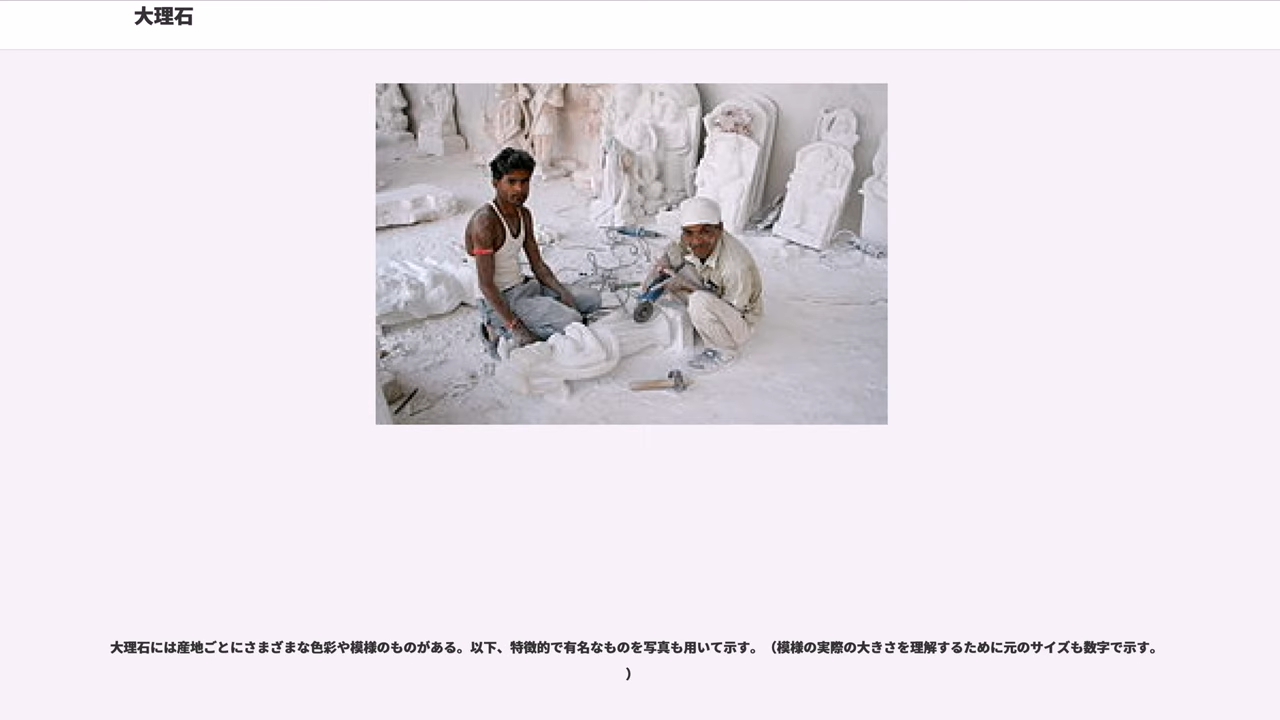 大理石
大理石には産地ごとにさまざまな色彩や模様のものがある。以下、特徴的で有名なものを写真も用いて示す。（模様の実際の大きさを理解するために元のサイズも数字で示す。
）